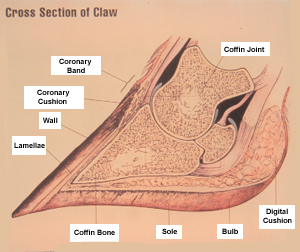 Cross Section of Claw
Coffin Joint
Coronary
Band
Coronary
Cushion
Wall
Lamellae
Coffin Bone
Sole
Bulb
Digital
Cushion